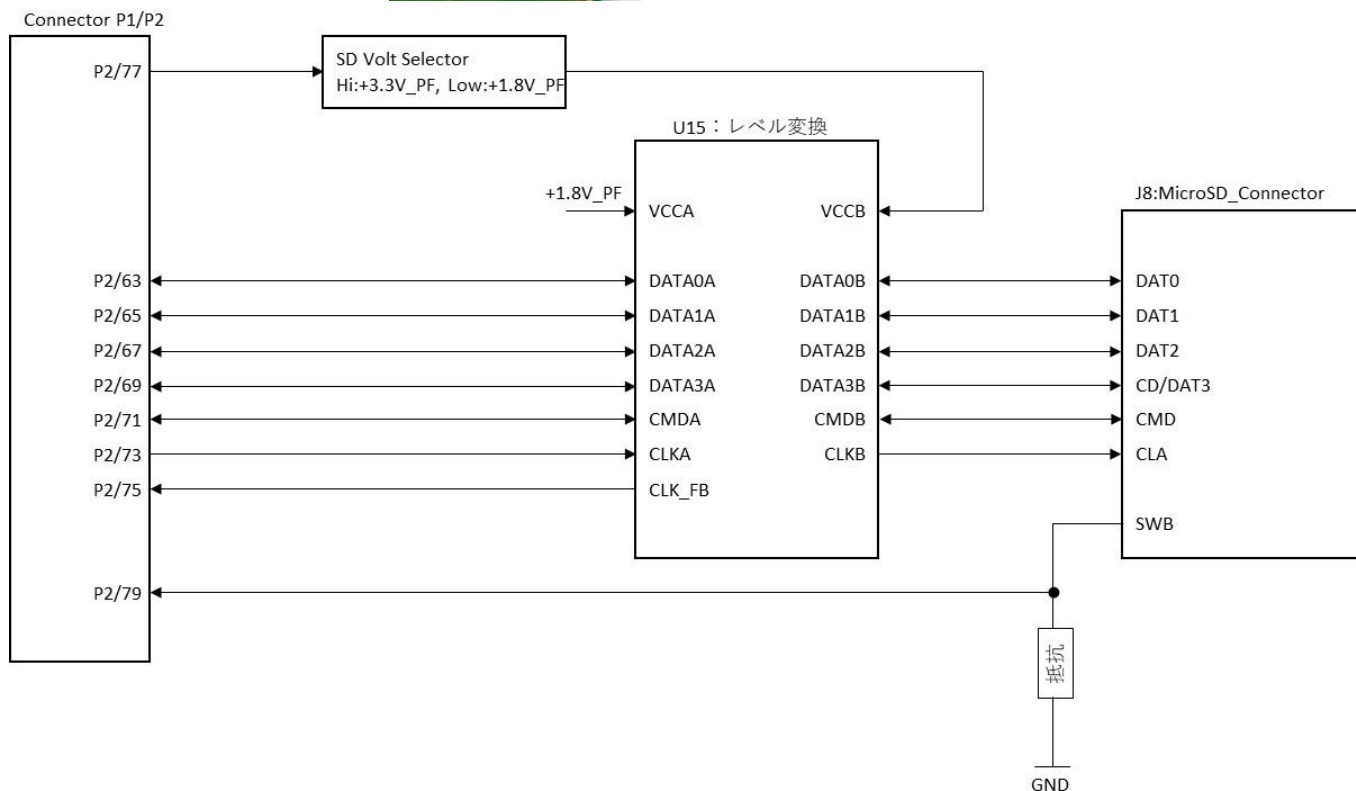 Connector P1/P2
P2/77
SD Volt Selector
Hi:+3.3V_PF, Low:+1.8V_PF
U15：レベル変換
+1.8V_PF
VCCA VCCB
J8:MicroSD_Connector
P2/63 DATA0A DATA0B DAT0
P2/65 DATA1A DATA1B DAT1
P2/67 DATA2A DATA2B DAT2
P2/69 DATA3A DATA3B CD/DAT3
P2/71 CMDA CMDB CMD
P2/73 CLKA CLKB CLA
P2/75 CLK_FB
SWB
P2/79
抵抗
GND